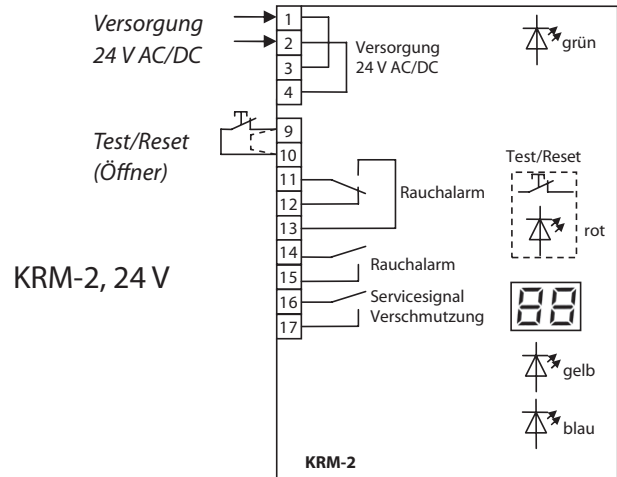 Versorgung
24 V AC/DC
1
2
3
4
Versorgung
24 V AC/DC
grün
Test/Reset
(Öffner)
9
10
11
12
13
14
15
16
17
Rauchalarm
Rauchalarm
Servicesignal
Verschmutzung
Test/Reset
rot
88
gelb
blau
KRM-2, 24 V
KRM-2